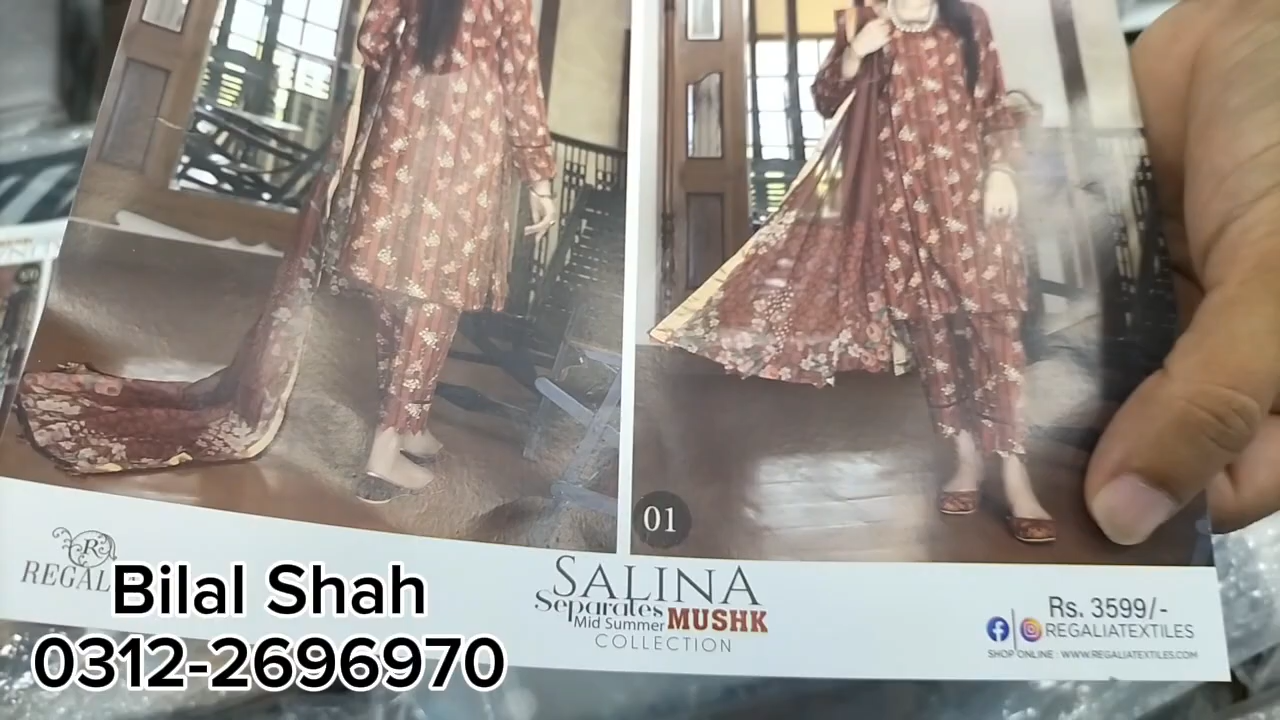 01
R
REGAL
Bilal Shah
0312-2696970
SALINA
Separates
Mid Summer MUSHK
COLLECTION
Rs. 3599/-
REGALIATEXTILES
SHOP ONLINE : WWW.REGALIATEXTILES.COM